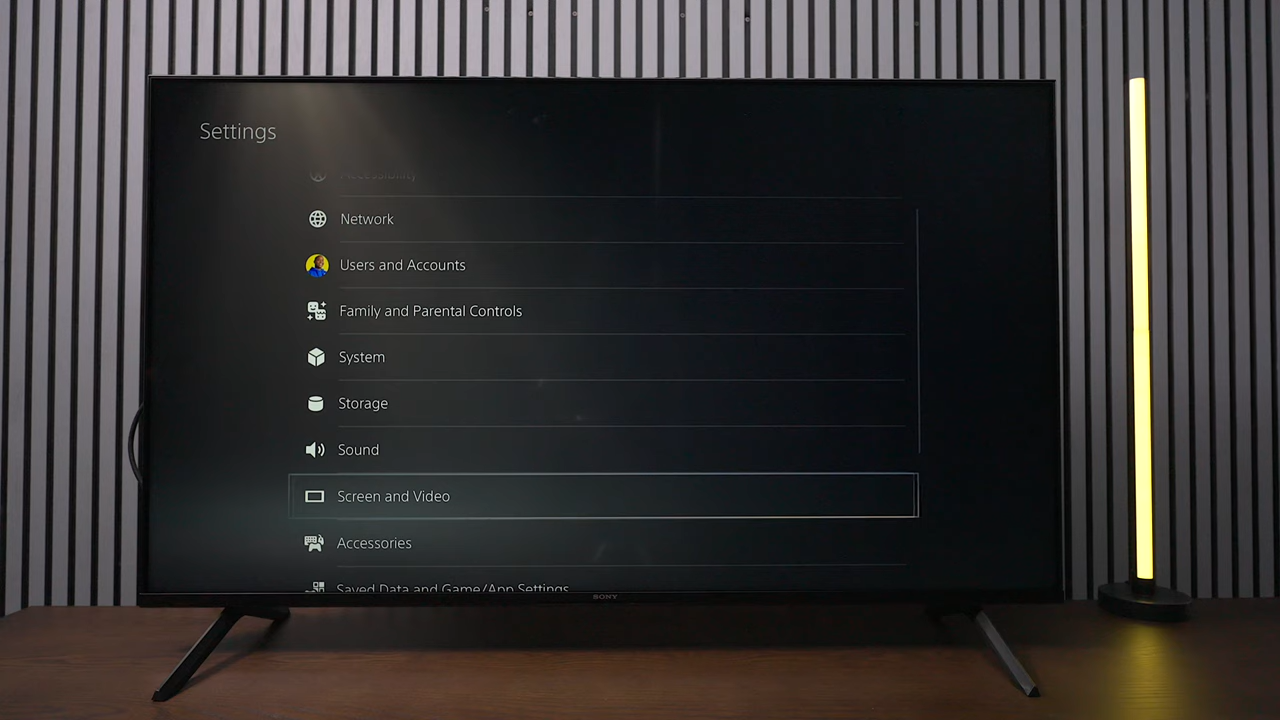 Settings
Accessibility
Network
Users and Accounts
Family and Parental Controls
System
Storage
Sound
Screen and Video
Accessories
Saved Data and Game/App Settings
SONY